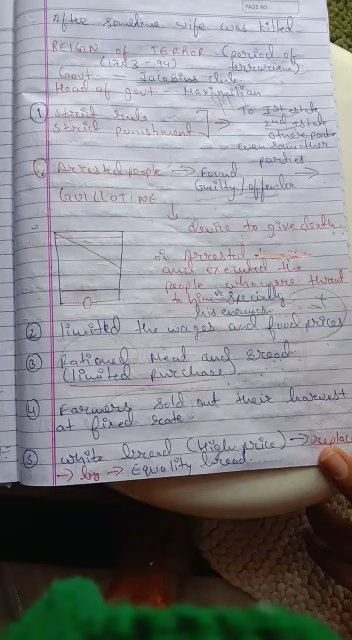 PAGE NO.
After sometime wife was killed.
REIGN of TERROR (period of
(1793-94) terrorism)
Govt. - Jacobins club
Head of govt - Maximilian
① Strict rule
Strict punishment
→ To Ist estate
2nd estate
other
even some other
parties
Arrested people → Found →
Guilty/offender
GUILLOTINE ↓
device to give death
Arrested
and executed the
people who were threat
to him specially
his enemies.
② limited the wages and food prices
③ Rational Meat and Bread.
(limited purchase)
④ Farmers sold out their harvest
at fixed rate.
⑤ White bread (High price) → replace
→ by → Equality bread.